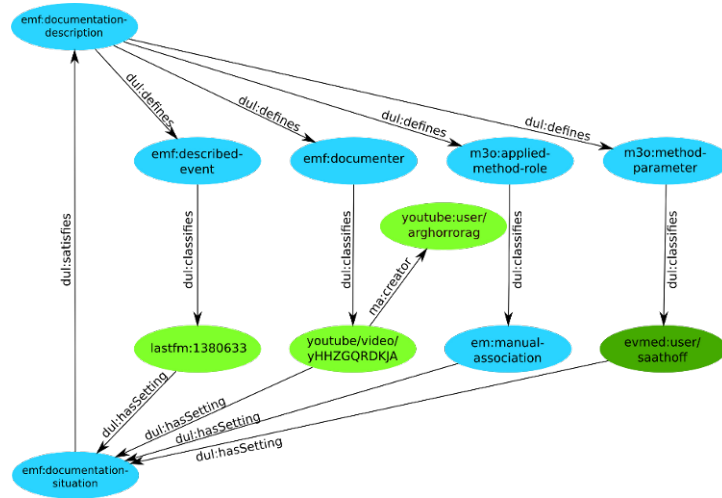 emf:documentation-
description
dul:defines
dul:defines
dul:defines
dul:defines
emf:described-
event
emf:documenter
m3o:applied-
method-role
m3o:method-
parameter
youtube:user/
arghorrorag
dul:satisfies
dul:classifies
dul:classifies
ma:creator
dul:classifies
dul:classifies
lastfm:1380633
youtube/video/
yHHZGQRDKJA
em:manual-
association
evmed:user/
saathoff
dul:hasSetting
dul:hasSetting
dul:hasSetting
dul:hasSetting
emf:documentation-
situation